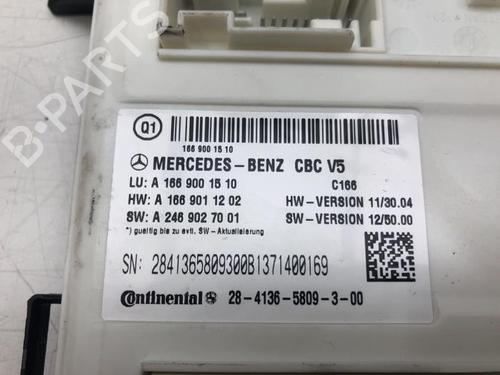 B-PARTS
Q1
166 900 15 10
MERCEDES-BENZ CBC V5
LU: A 166 900 15 10 C166
HW: A 166 901 12 02 HW-VERSION 11/30.04
SW: A 246 902 70 01 SW-VERSION 12/50.00
*) gueltig bis zu evtl. SW-Aktualisierung
SN: 2841365809300B1371400169
Continental 28-4136-5809-3-00